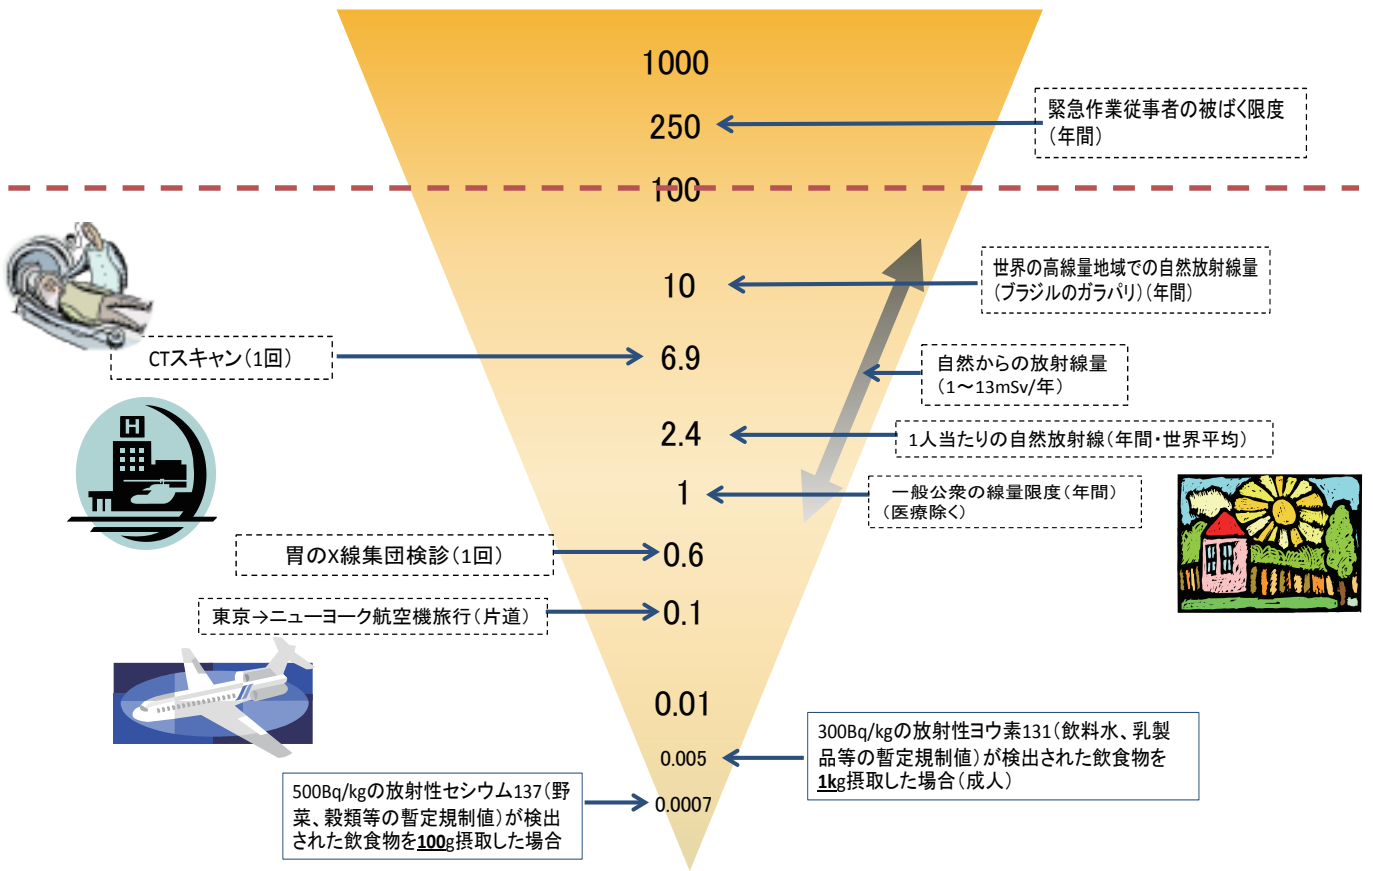 1000
緊急作業従事者の被ばく限度
（年間）
250
100
世界の高線量地域での自然放射線量
（ブラジルのガラパリ）（年間）
10
CTスキャン（1回）
6.9
自然からの放射線量
（1～13mSv/年）
2.4
1人当たりの自然放射線（年間・世界平均）
1
一般公衆の線量限度（年間）
（医療除く）
H
胃のX線集団検診（1回）
0.6
東京→ニューヨーク航空機旅行（片道）
0.1
0.01
300Bq/kgの放射性ヨウ素131（飲料水、乳製
品等の暫定規制値）が検出された飲食物を
1kg摂取した場合（成人）
0.005
500Bq/kgの放射性セシウム137（野
菜、穀類等の暫定規制値）が検出
された飲食物を100g摂取した場合
0.0007